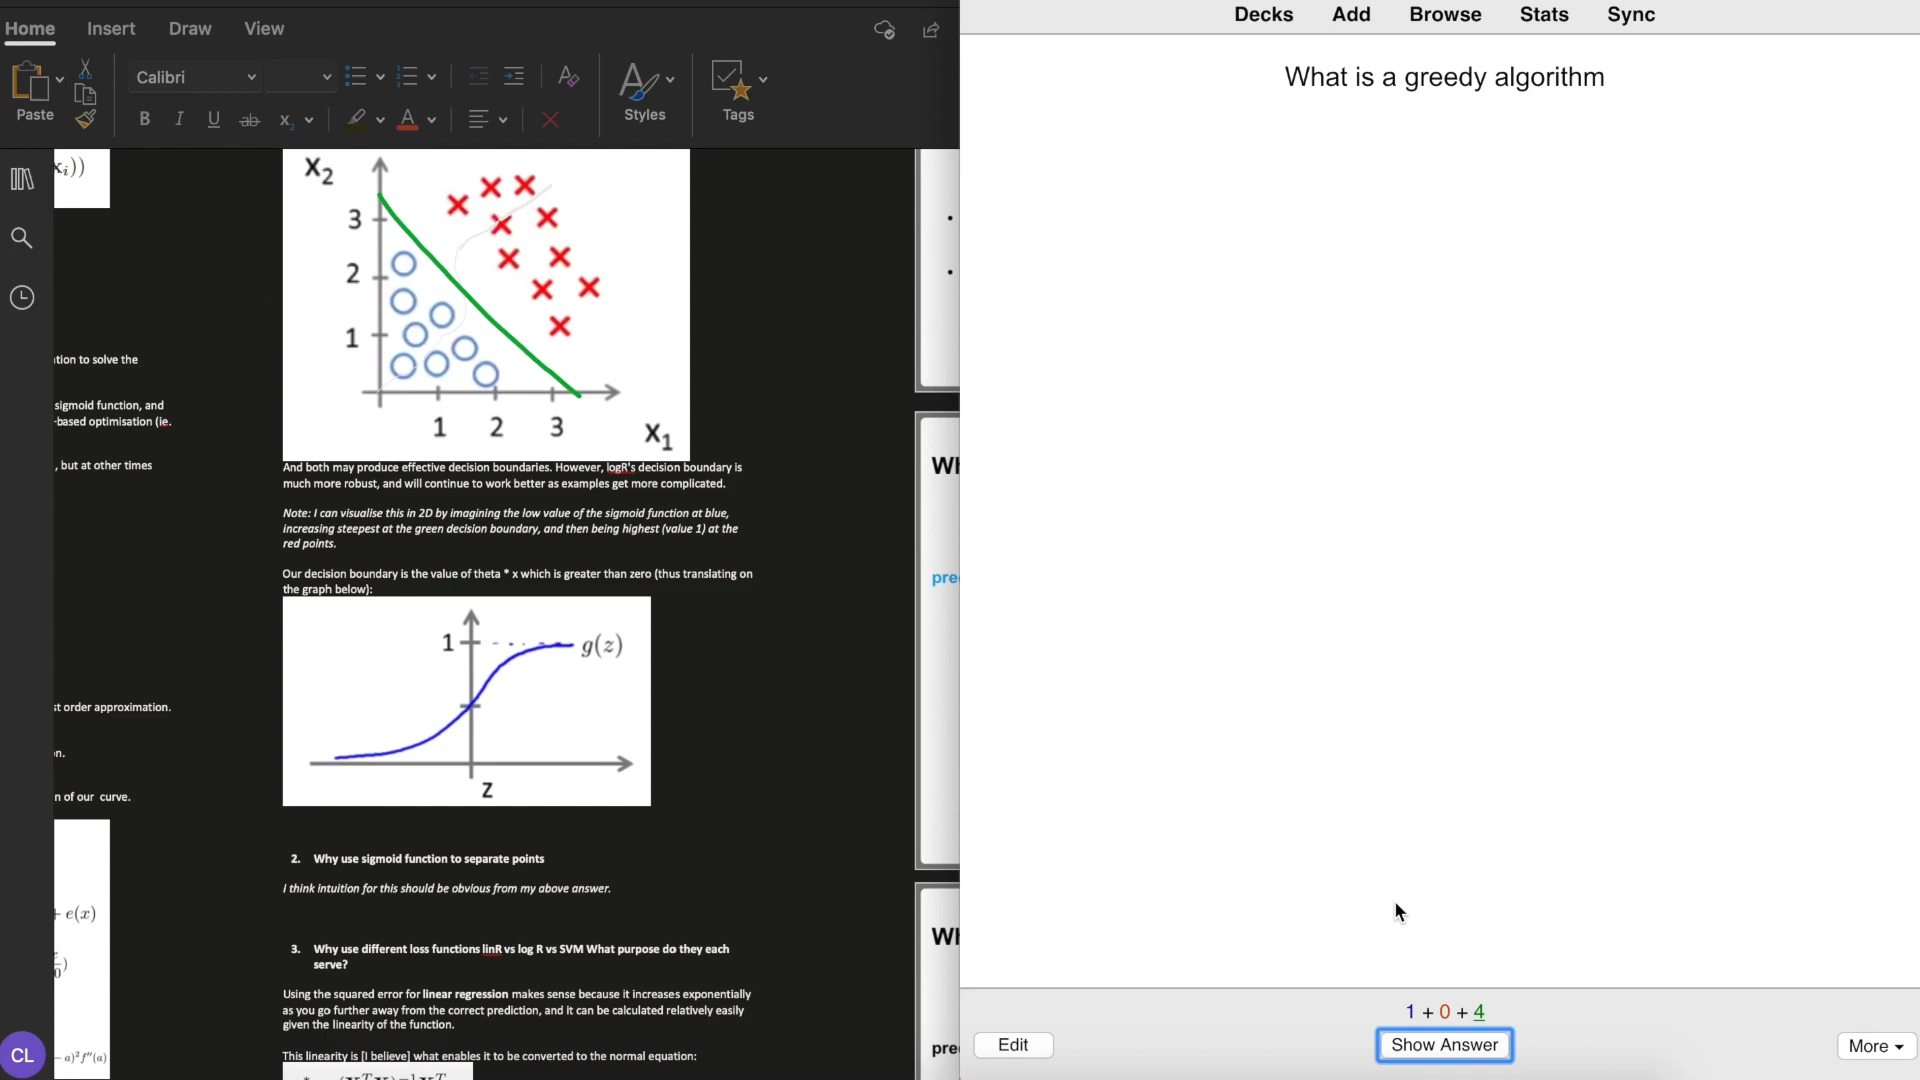 Home Insert Draw View
Decks Add Browse Stats Sync
Paste
Calibri
B I U ab x2 A
Styles
Tags
What is a greedy algorithm
x_i))
tion to solve the
sigmoid function, and
-based optimisation (ie.
, but at other times
st order approximation.
n.
n of our curve.
+ e(x)
0)
- a)^2 f''(a)
CL
X2
3
2
1
1 2 3
X1
And both may produce effective decision boundaries. However, logR's decision boundary is
much more robust, and will continue to work better as examples get more complicated.
Note: I can visualise this in 2D by imagining the low value of the sigmoid function at blue,
increasing steepest at the green decision boundary, and then being highest (value 1) at the
red points.
Our decision boundary is the value of theta * x which is greater than zero (thus translating on
the graph below):
1
g(z)
z
2. Why use sigmoid function to separate points
I think intuition for this should be obvious from my above answer.
3. Why use different loss functions linR vs log R vs SVM What purpose do they each
serve?
Using the squared error for linear regression makes sense because it increases exponentially
as you go further away from the correct prediction, and it can be calculated relatively easily
given the linearity of the function.
This linearity is [I believe] what enables it to be converted to the normal equation:
Wh
pre
Wh
pre
1 + 0 + 4
Edit
Show Answer
More